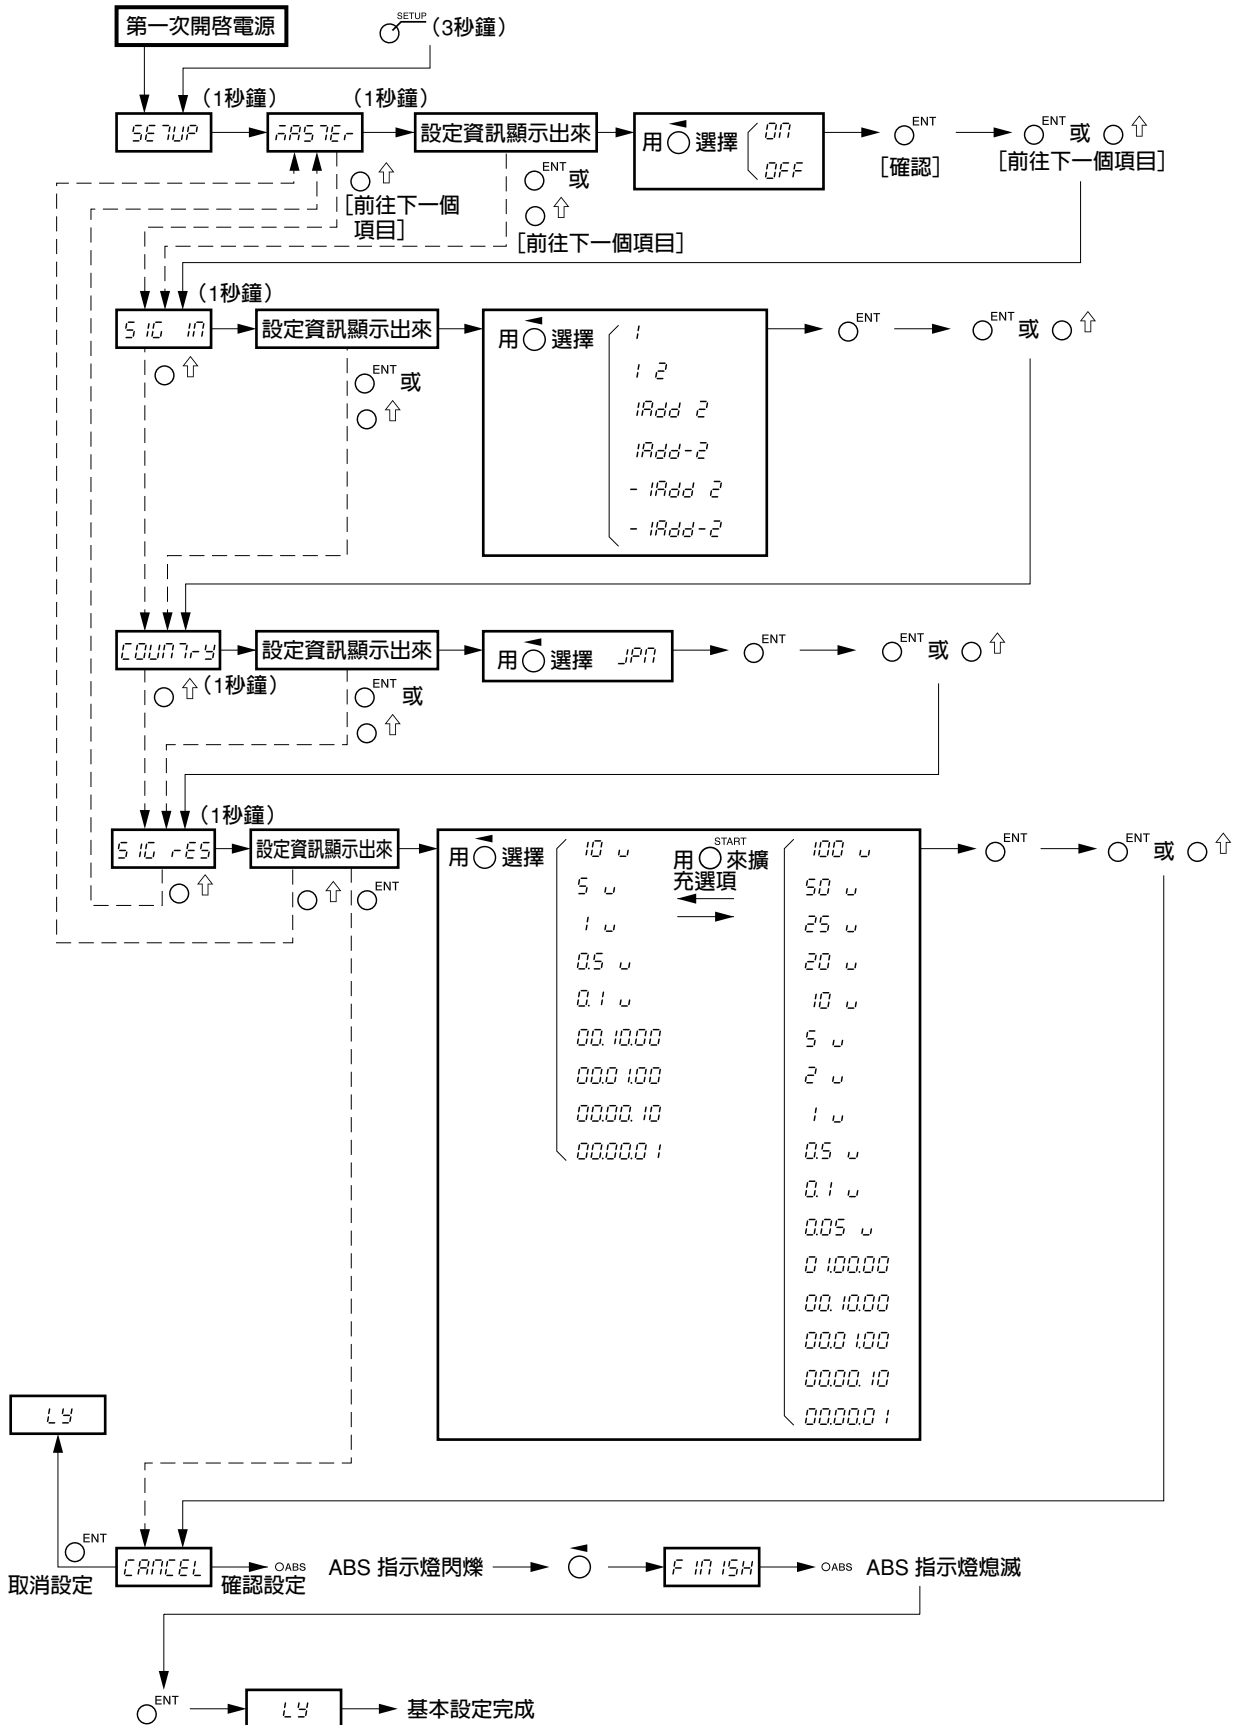 第一次開啓電源
SETUP
（3秒鐘）
（1秒鐘）
（1秒鐘）
SETUP
MASTEr
設定資訊顯示出來
用 選擇
ON
OFF
ENT
［確認］
ENT 或
［前往下一個項目］
［前往下一個
項目］
ENT 或
［前往下一個項目］
（1秒鐘）
SIG IN
設定資訊顯示出來
用 選擇
1
1 2
1Add 2
1Add-2
-1Add 2
-1Add-2
ENT
ENT 或
ENT 或
COUNTrY
設定資訊顯示出來
用 選擇 JPN
ENT
ENT 或
（1秒鐘）
ENT 或
（1秒鐘）
SIG rES
設定資訊顯示出來
ENT
用 選擇
10 u
5 u
1 u
0.5 u
0.1 u
00.10.00
00.01.00
00.00.10
00.00.01
START
用 來擴
充選項
100 u
50 u
25 u
20 u
10 u
5 u
2 u
1 u
0.5 u
0.1 u
0.05 u
01.00.00
00.10.00
00.01.00
00.00.10
00.00.01
ENT
ENT 或
LY
ENT
取消設定
CANCEL
確認設定
ABS
ABS 指示燈閃爍
FINISH
ABS
ABS 指示燈熄滅
ENT
LY
基本設定完成